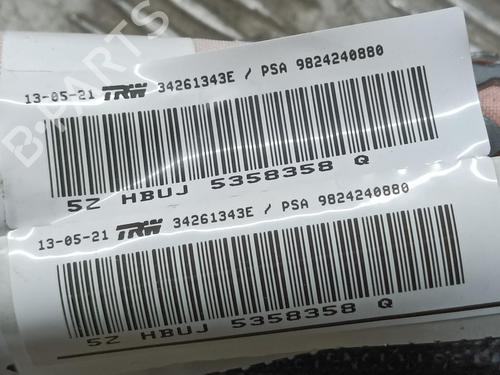 13-05-21 TRW 34261343E / PSA 9824240880
5Z HBUJ 5358358 Q
13-05-21 TRW 34261343E / PSA 9824240880
5Z HBUJ 5358358 Q
B-PARTS